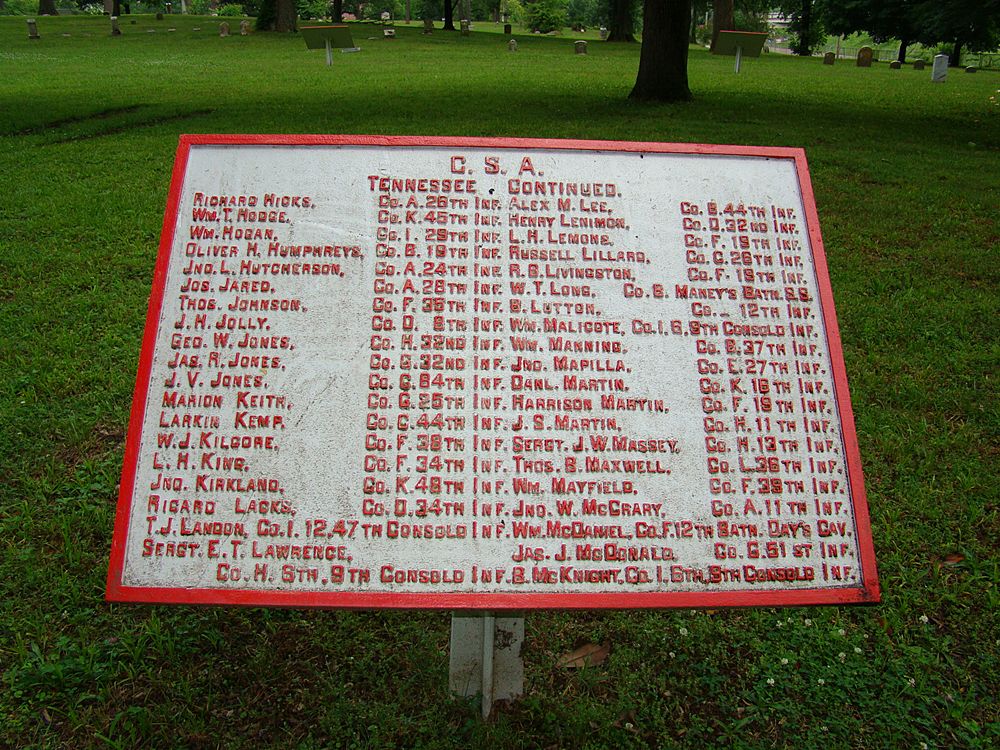 C. S. A.
TENNESSEE CONTINUED.
RICHARD HICKS, CO. A. 26TH INF. ALEX M. LEE, CO. B. 44TH INF.
WM. T. HODGE, CO. K. 45TH INF. HENRY LENIMON, CO. D. 32ND INF.
WM. HOGAN, CO. I. 29TH INF. L. H. LEMONS, CO. F. 19TH INF.
OLIVER H. HUMPHREYS, CO. B. 19TH INF. RUSSELL LILLARD, CO. C. 26TH INF.
JNO. L. HUTCHERSON, CO. A. 24TH INF. R. B. LIVINGSTON, CO. F. 19TH INF.
JOS. JARED, CO. A. 28TH INF. W. T. LONG, CO. B. MANEY'S BATN. S.S.
THOS. JOHNSON, CO. F. 35TH INF. B. LUTTON, CO. _ 12TH INF.
J. H. JOLLY, CO. D. 8TH INF. WM. MALICOTE, CO. I. 6, 9TH CONSOLD INF.
GEO. W. JONES, CO. H. 32ND INF. WM. MANNING, CO. B. 37TH INF.
JAS. R. JOKES, CO. G. 32ND INF. JNO. MAPILLA, CO. E. 27TH INF.
J. V. JONES, CO. C. 84TH INF. DANL. MARTIN, CO. K. 16TH INF.
MARION KEITH, CO. G. 25TH INF. HARRISON MARTIN, CO. F. 19TH INF.
LARKIN KEMP, CO. C. 44TH INF. J. S. MARTIN, CO. H. 11TH INF.
W. J. KILGORE, CO. F. 38TH INF. SERGT. J. W. MASSEY, CO. H. 13TH INF.
L. H. KING, CO. F. 34TH INF. THOS. B. MAXWELL, CO. L. 36TH INF.
JNO. KIRKLAND, CO. K. 48TH INF. WM. MAYFIELD, CO. F. 39TH INF.
RICARD LACKS, CO. D. 34TH INF. JNO. W. MCCRARY, CO. A. 11TH INF.
T. J. LANDON, CO. I. 12, 47TH CONSOLD INF. WM. MCDANIEL, CO. F. 12TH BATN. DAY'S CAV.
SERGT. E. T. LAWRENCE, JAS. J. MCDONALD, CO. G. 51ST INF.
CO. H. 5TH, 9TH CONSOLD INF. B. MCKNIGHT, CO. I. 6TH, 9TH CONSOLD INF.